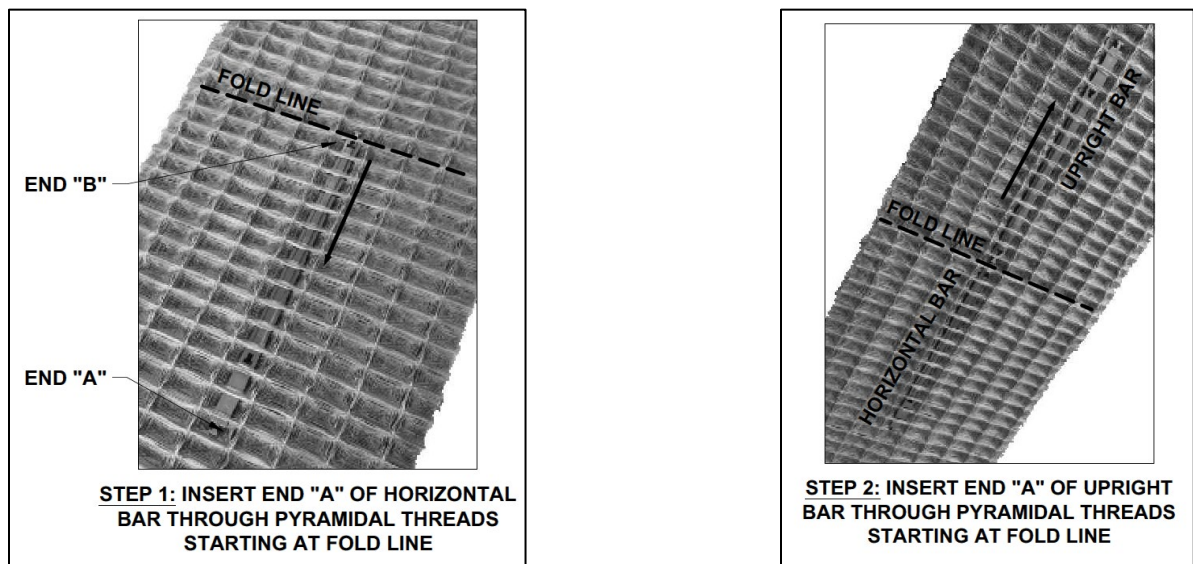 FOLD LINE
END "B"
END "A"
STEP 1: INSERT END "A" OF HORIZONTAL
BAR THROUGH PYRAMIDAL THREADS
STARTING AT FOLD LINE
UPRIGHT BAR
FOLD LINE
HORIZONTAL BAR
STEP 2: INSERT END "A" OF UPRIGHT
BAR THROUGH PYRAMIDAL THREADS
STARTING AT FOLD LINE